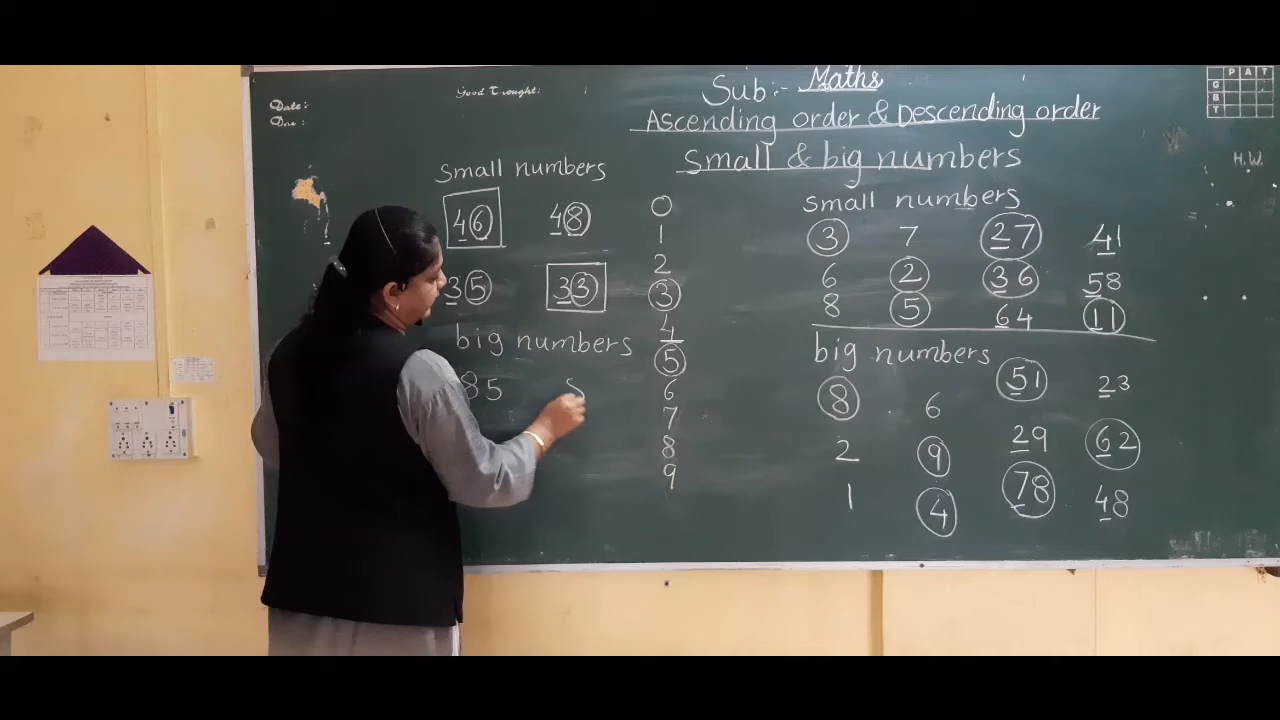 Sub:- Maths
Good Thought:
Date:-
Ascending order & Descending order
Small & big numbers
P A T
G
B
T
H.W.
Small numbers
46 48
35 33
big numbers
85
0
1
2
3
4
5
6
7
8
9
small numbers
3 7 27 41
6 2 36 58
8 5 64 11
big numbers
8 6 51 23
2 9 29 62
1 4 78 48